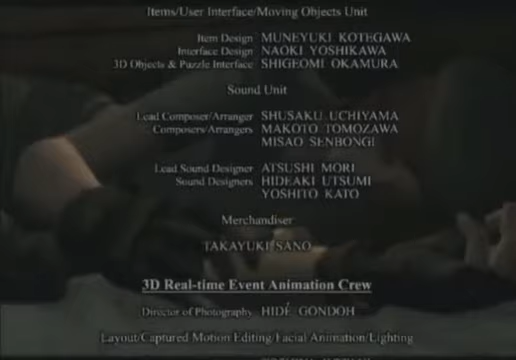 Items/User Interface/Moving Objects Unit
Item Design MUNEYUKI KOTEGAWA
Interface Design NAOKI YOSHIKAWA
3D Objects & Puzzle Interface SHIGEOMI OKAMURA
Sound Unit
Lead Composer/Arranger SHUSAKU UCHIYAMA
Composers/Arrangers MAKOTO TOMOZAWA
MISAO SENBONGI
Lead Sound Designer ATSUSHI MORI
Sound Designers HIDEAKI UTSUMI
YOSHITO KATO
Merchandiser
TAKAYUKI SANO
3D Real-time Event Animation Crew
Director of Photography HIDÉ GONDOH
Layout/Captured Motion Editing/Facial Animation/Lighting